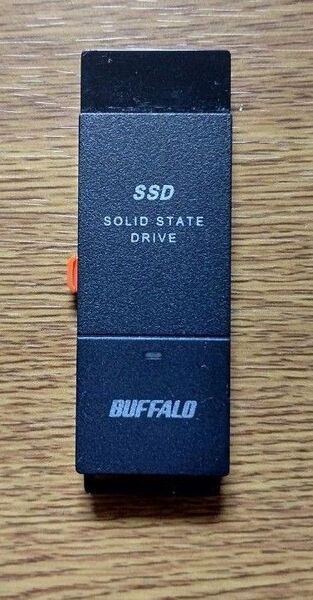 SSD
SOLID STATE
DRIVE
BUFFALO